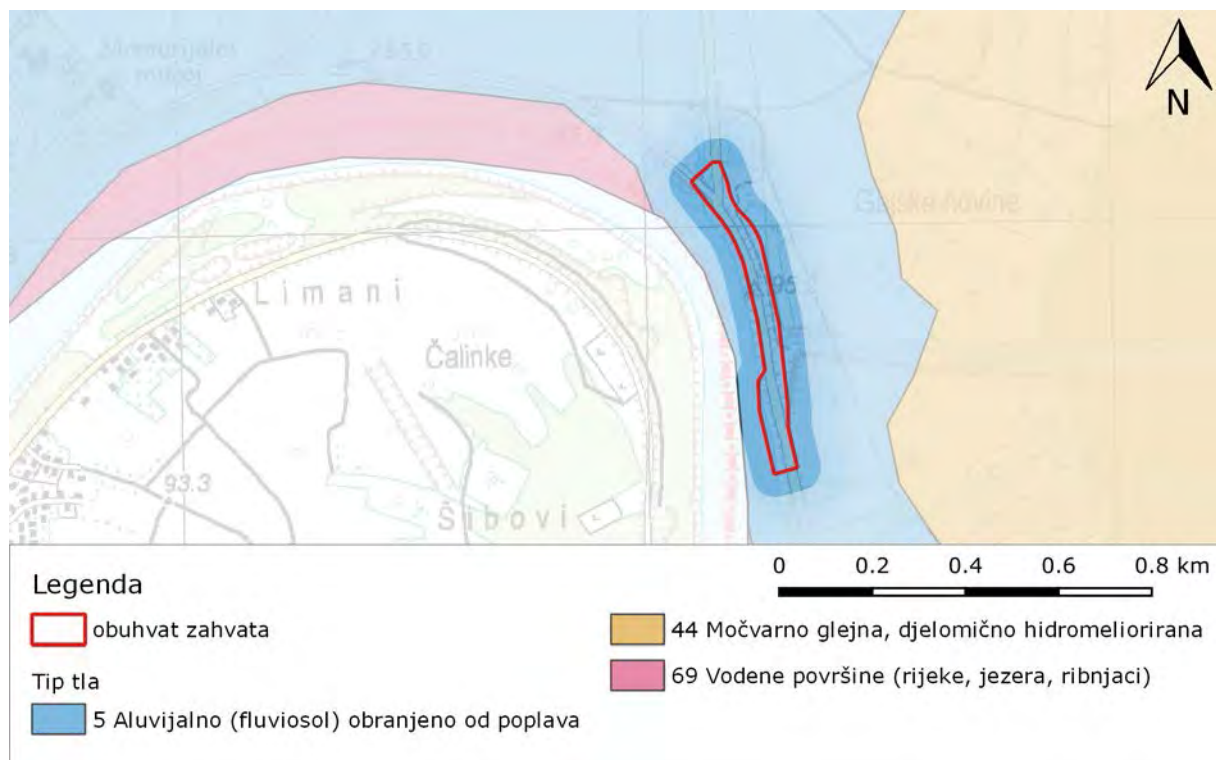 N
Limani
Čalinke
93.3
Šibovi
Legenda
obuhvat zahvata
Tip tla
5 Aluvijalno (fluviosol) obranjeno od poplava
0 0.2 0.4 0.6 0.8 km
44 Močvarno glejna, djelomično hidromeliorirana
69 Vodene površine (rijeke, jezera, ribnjaci)